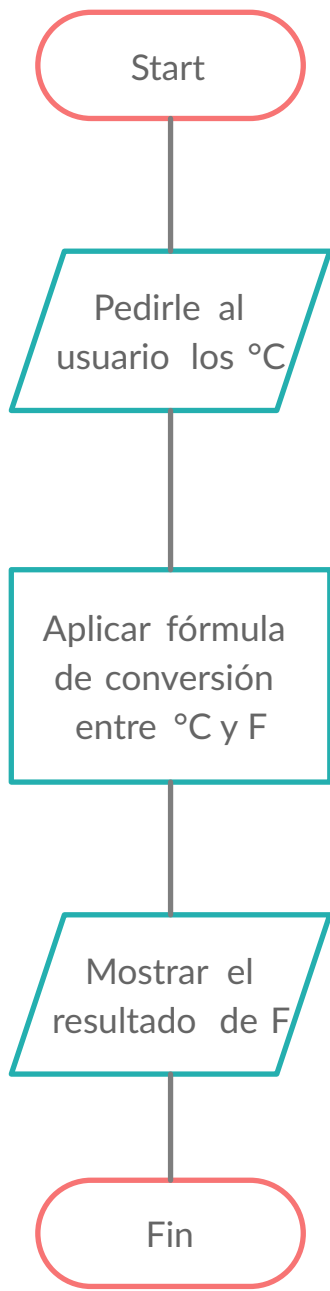 Start
Pedirle al
usuario los °C
Aplicar fórmula
de conversión
entre °C y F
Mostrar el
resultado de F
Fin